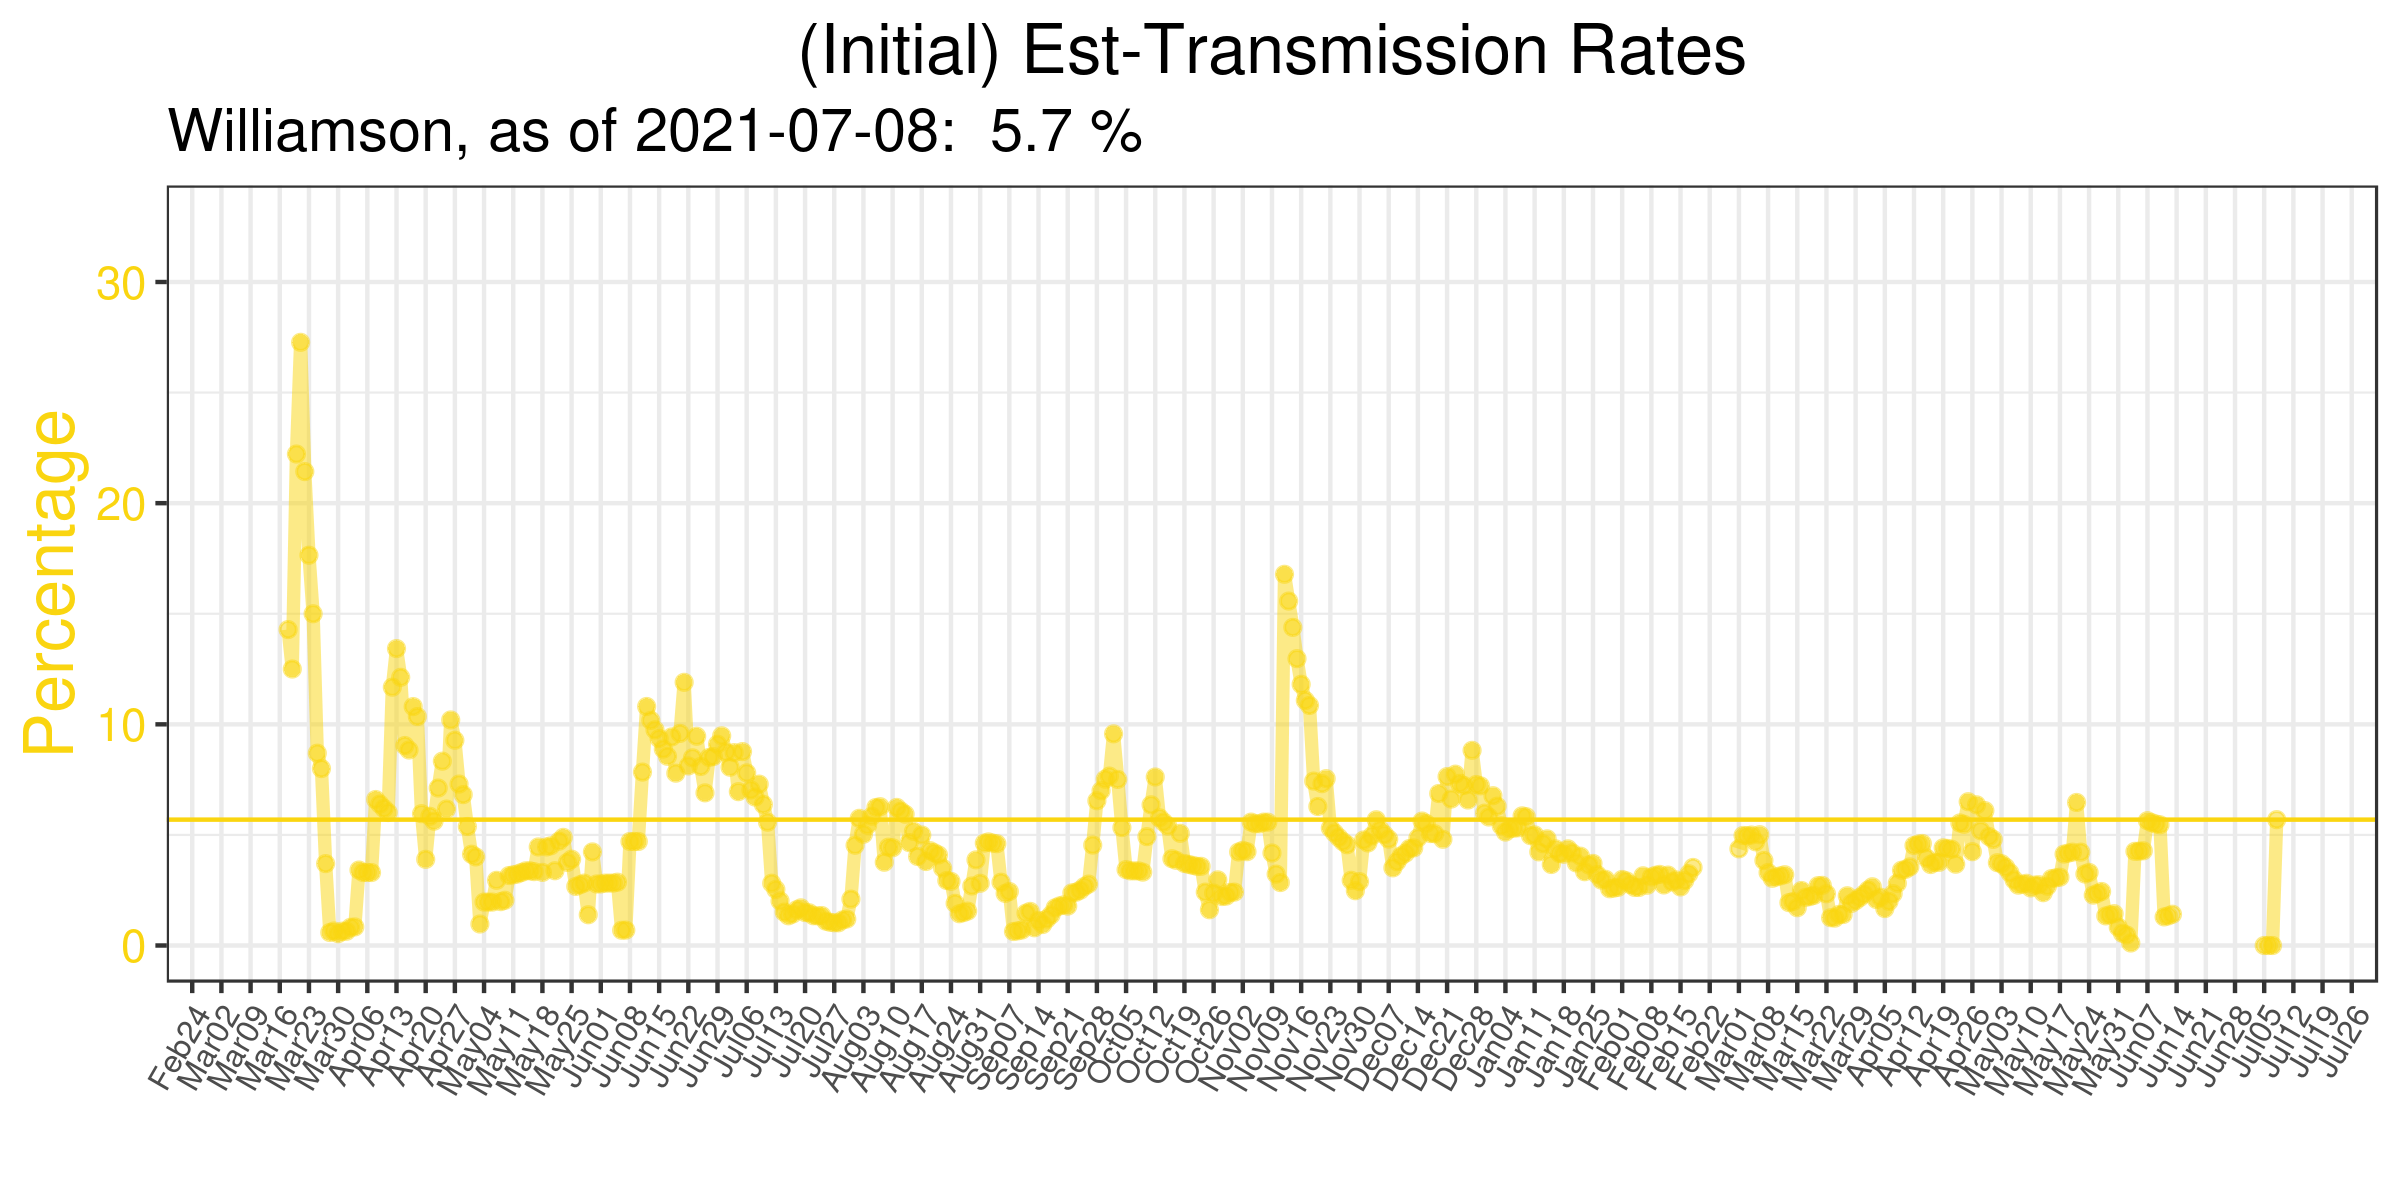 (Initial) Est-Transmission Rates
Williamson, as of 2021-07-08:  5.7 %
Percentage
30
20
10
0
Feb24 Mar02 Mar09 Mar16 Mar23 Mar30 Apr06 Apr13 Apr20 Apr27 May04 May11 May18 May25 Jun01 Jun08 Jun15 Jun22 Jun29 Jul06 Jul13 Jul20 Jul27 Aug03 Aug10 Aug17 Aug24 Aug31 Sep07 Sep14 Sep21 Sep28 Oct05 Oct12 Oct19 Oct26 Nov02 Nov09 Nov16 Nov23 Nov30 Dec07 Dec14 Dec21 Dec28 Jan04 Jan11 Jan18 Jan25 Feb01 Feb08 Feb15 Feb22 Mar01 Mar08 Mar15 Mar22 Mar29 Apr05 Apr12 Apr19 Apr26 May03 May10 May17 May24 May31 Jun07 Jun14 Jun21 Jun28 Jul05 Jul12 Jul19 Jul26